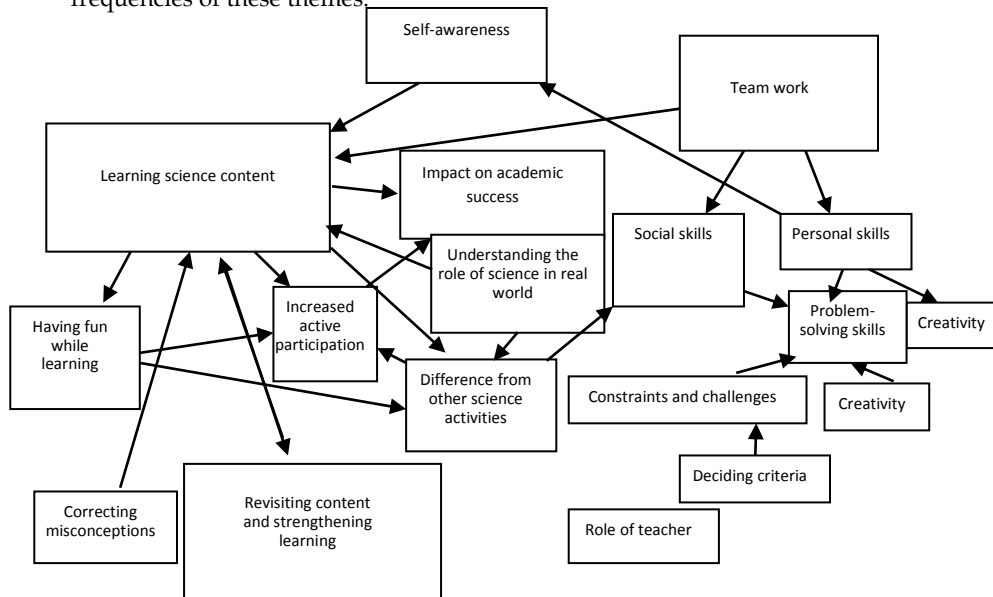 frequencies of these themes.
Self-awareness
Team work
Learning science content
Impact on academic
success
Social skills
Personal skills
Understanding the
role of science in real
world
Increased
active
participation
Having fun
while
learning
Problem-
solving skills
Creativity
Difference from
other science
activities
Constraints and challenges
Creativity
Deciding criteria
Correcting
misconceptions
Revisiting content
and strengthening
learning
Role of teacher